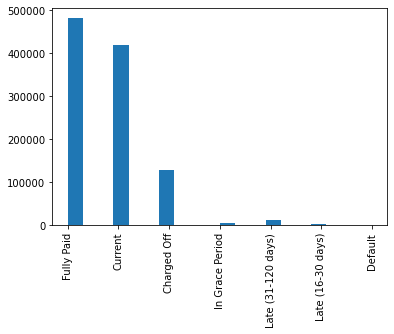 500000
400000
300000
200000
100000
0
Fully Paid
Current
Charged Off
In Grace Period
Late (31-120 days)
Late (16-30 days)
Default